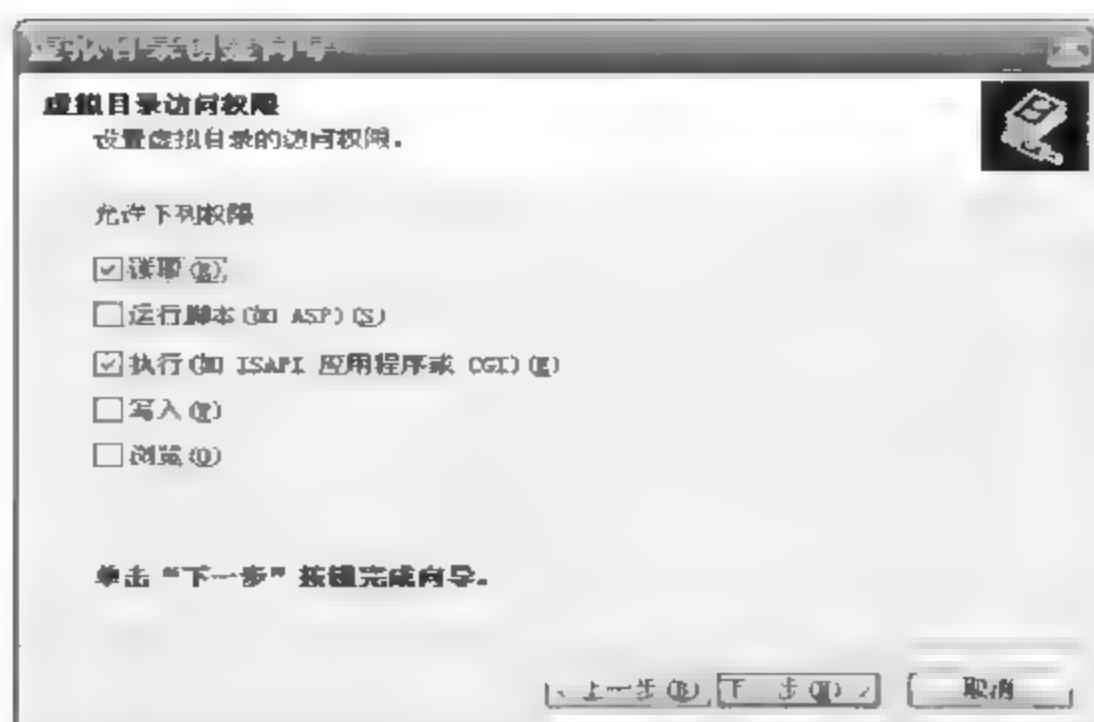 虚拟目录创建向导
虚拟目录访问权限
设置虚拟目录的访问权限。
允许下列权限
读取(R)
运行脚本(如 ASP)(S)
执行(如 ISAPI 应用程序或 CGI)(E)
写入(W)
浏览(O)
单击“下一步”按钮完成向导。
< 上一步(B) 下一步(N) > 取消